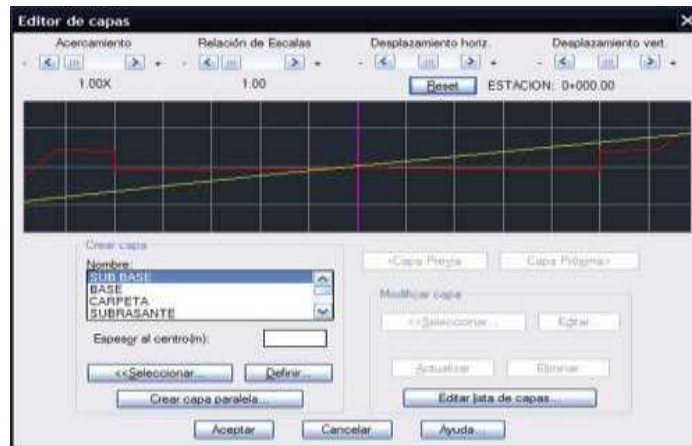 Editor de capas
Acercamiento Relación de Escalas Desplazamiento horiz. Desplazamiento vert.
- + - + - + - +
1.00X 1.00 Reset ESTACION: 0+000.00
Crear capa
Nombre:
SUB BASE
BASE
CARPETA
SUBRASANTE
Espesor al centro(m):
<<Seleccionar... Definir...
Crear capa paralela...
<Capa Previa Capa Próxima>
Modificar capa
<<Seleccionar... Editar...
Actualizar Eliminar
Editar lista de capas...
Aceptar Cancelar Ayuda...